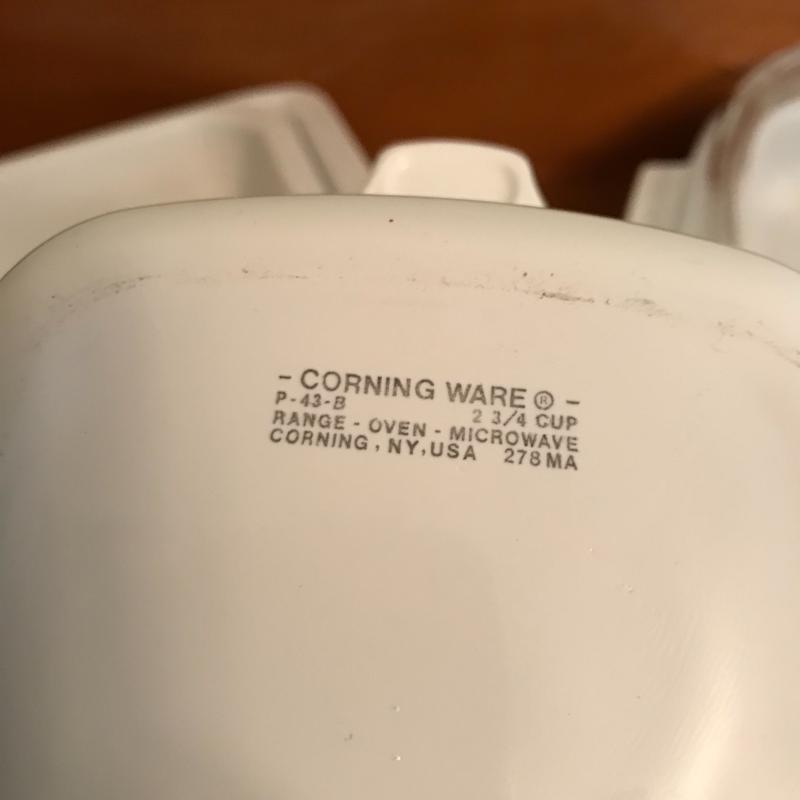 - CORNING WARE ® -
P-43-B 2 3/4 CUP
RANGE - OVEN - MICROWAVE
CORNING, NY, USA 278 MA